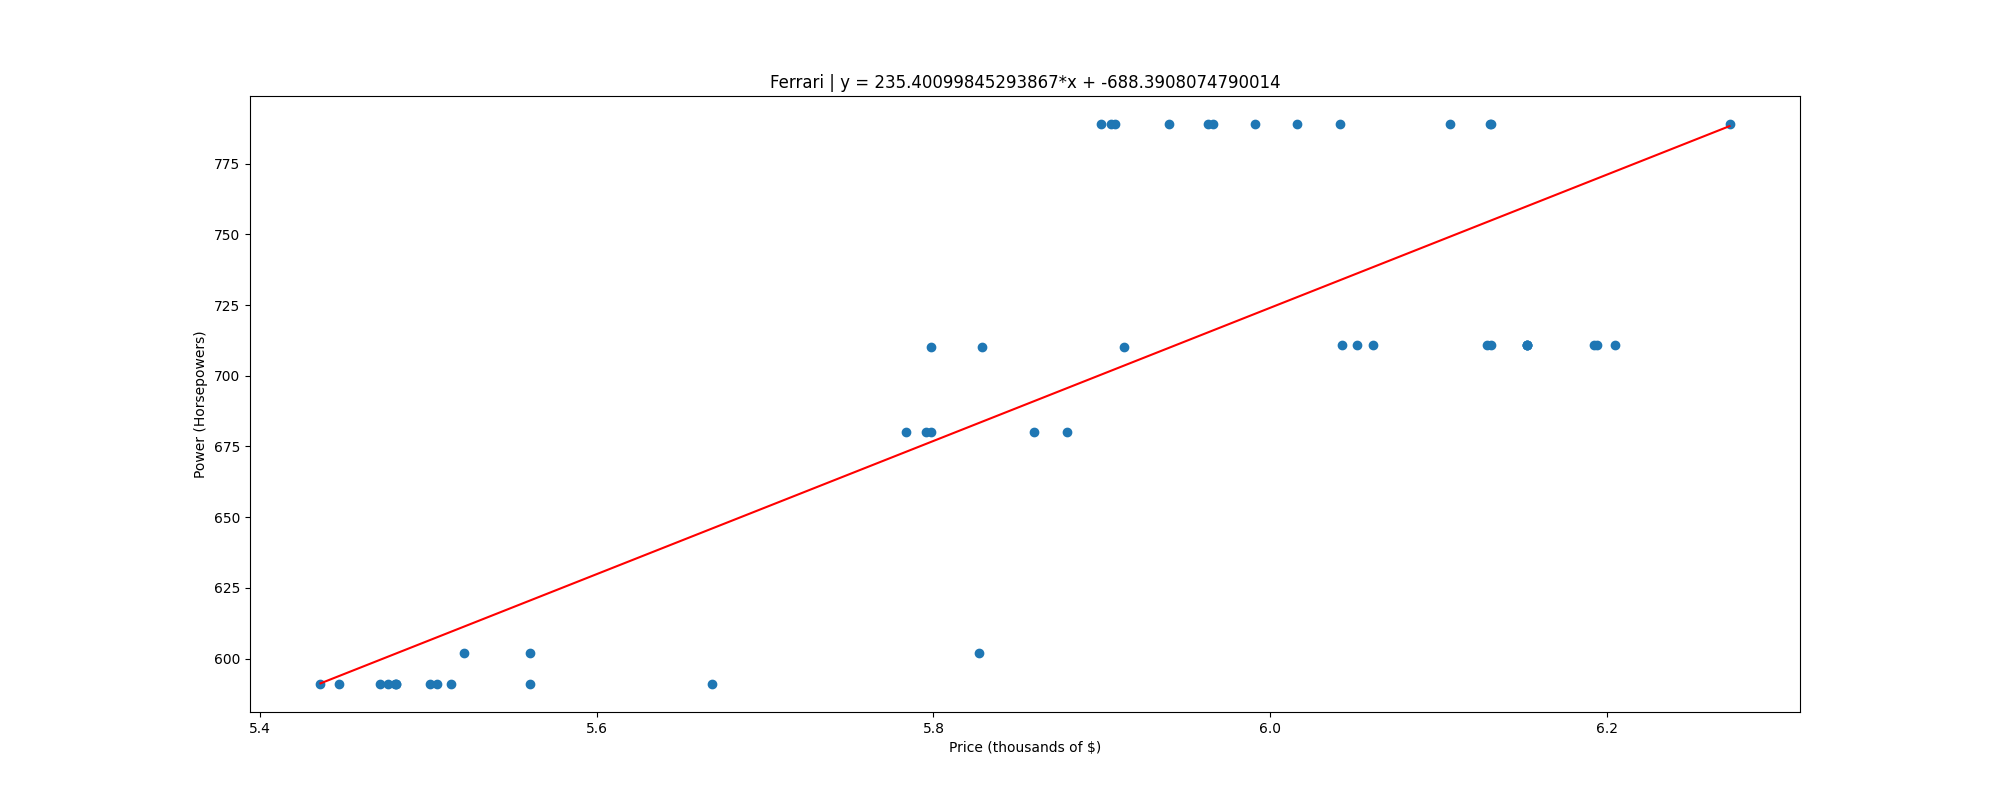 Ferrari | y = 235.40099845293867*x + -688.3908074790014
775
750
725
700
675
650
625
600
Power (Horsepowers)
5.4 5.6 5.8 6.0 6.2
Price (thousands of $)